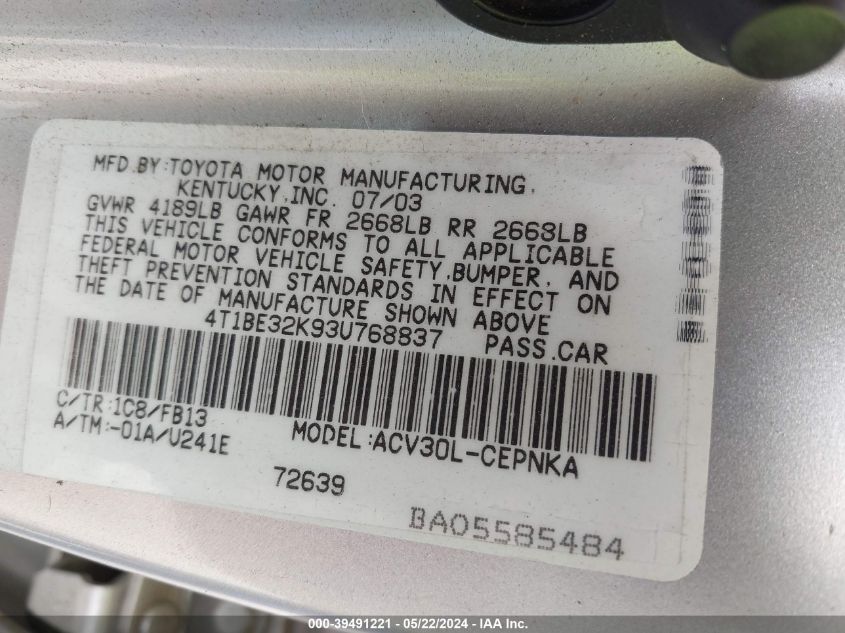 MFD.BY:TOYOTA MOTOR MANUFACTURING,
KENTUCKY,INC. 07/03
GVWR 4189LB GAWR FR 2668LB RR 2668LB
THIS VEHICLE CONFORMS TO ALL APPLICABLE
FEDERAL MOTOR VEHICLE SAFETY,BUMPER, AND
THEFT PREVENTION STANDARDS IN EFFECT ON
THE DATE OF MANUFACTURE SHOWN ABOVE
4T1BE32K93U768837 PASS.CAR
C/TR:1C8/FB13
A/TM:-01A/U241E MODEL:ACV30L-CEPNKA
72639
BA05585484
000-39491221 - 05/22/2024 - IAA Inc.